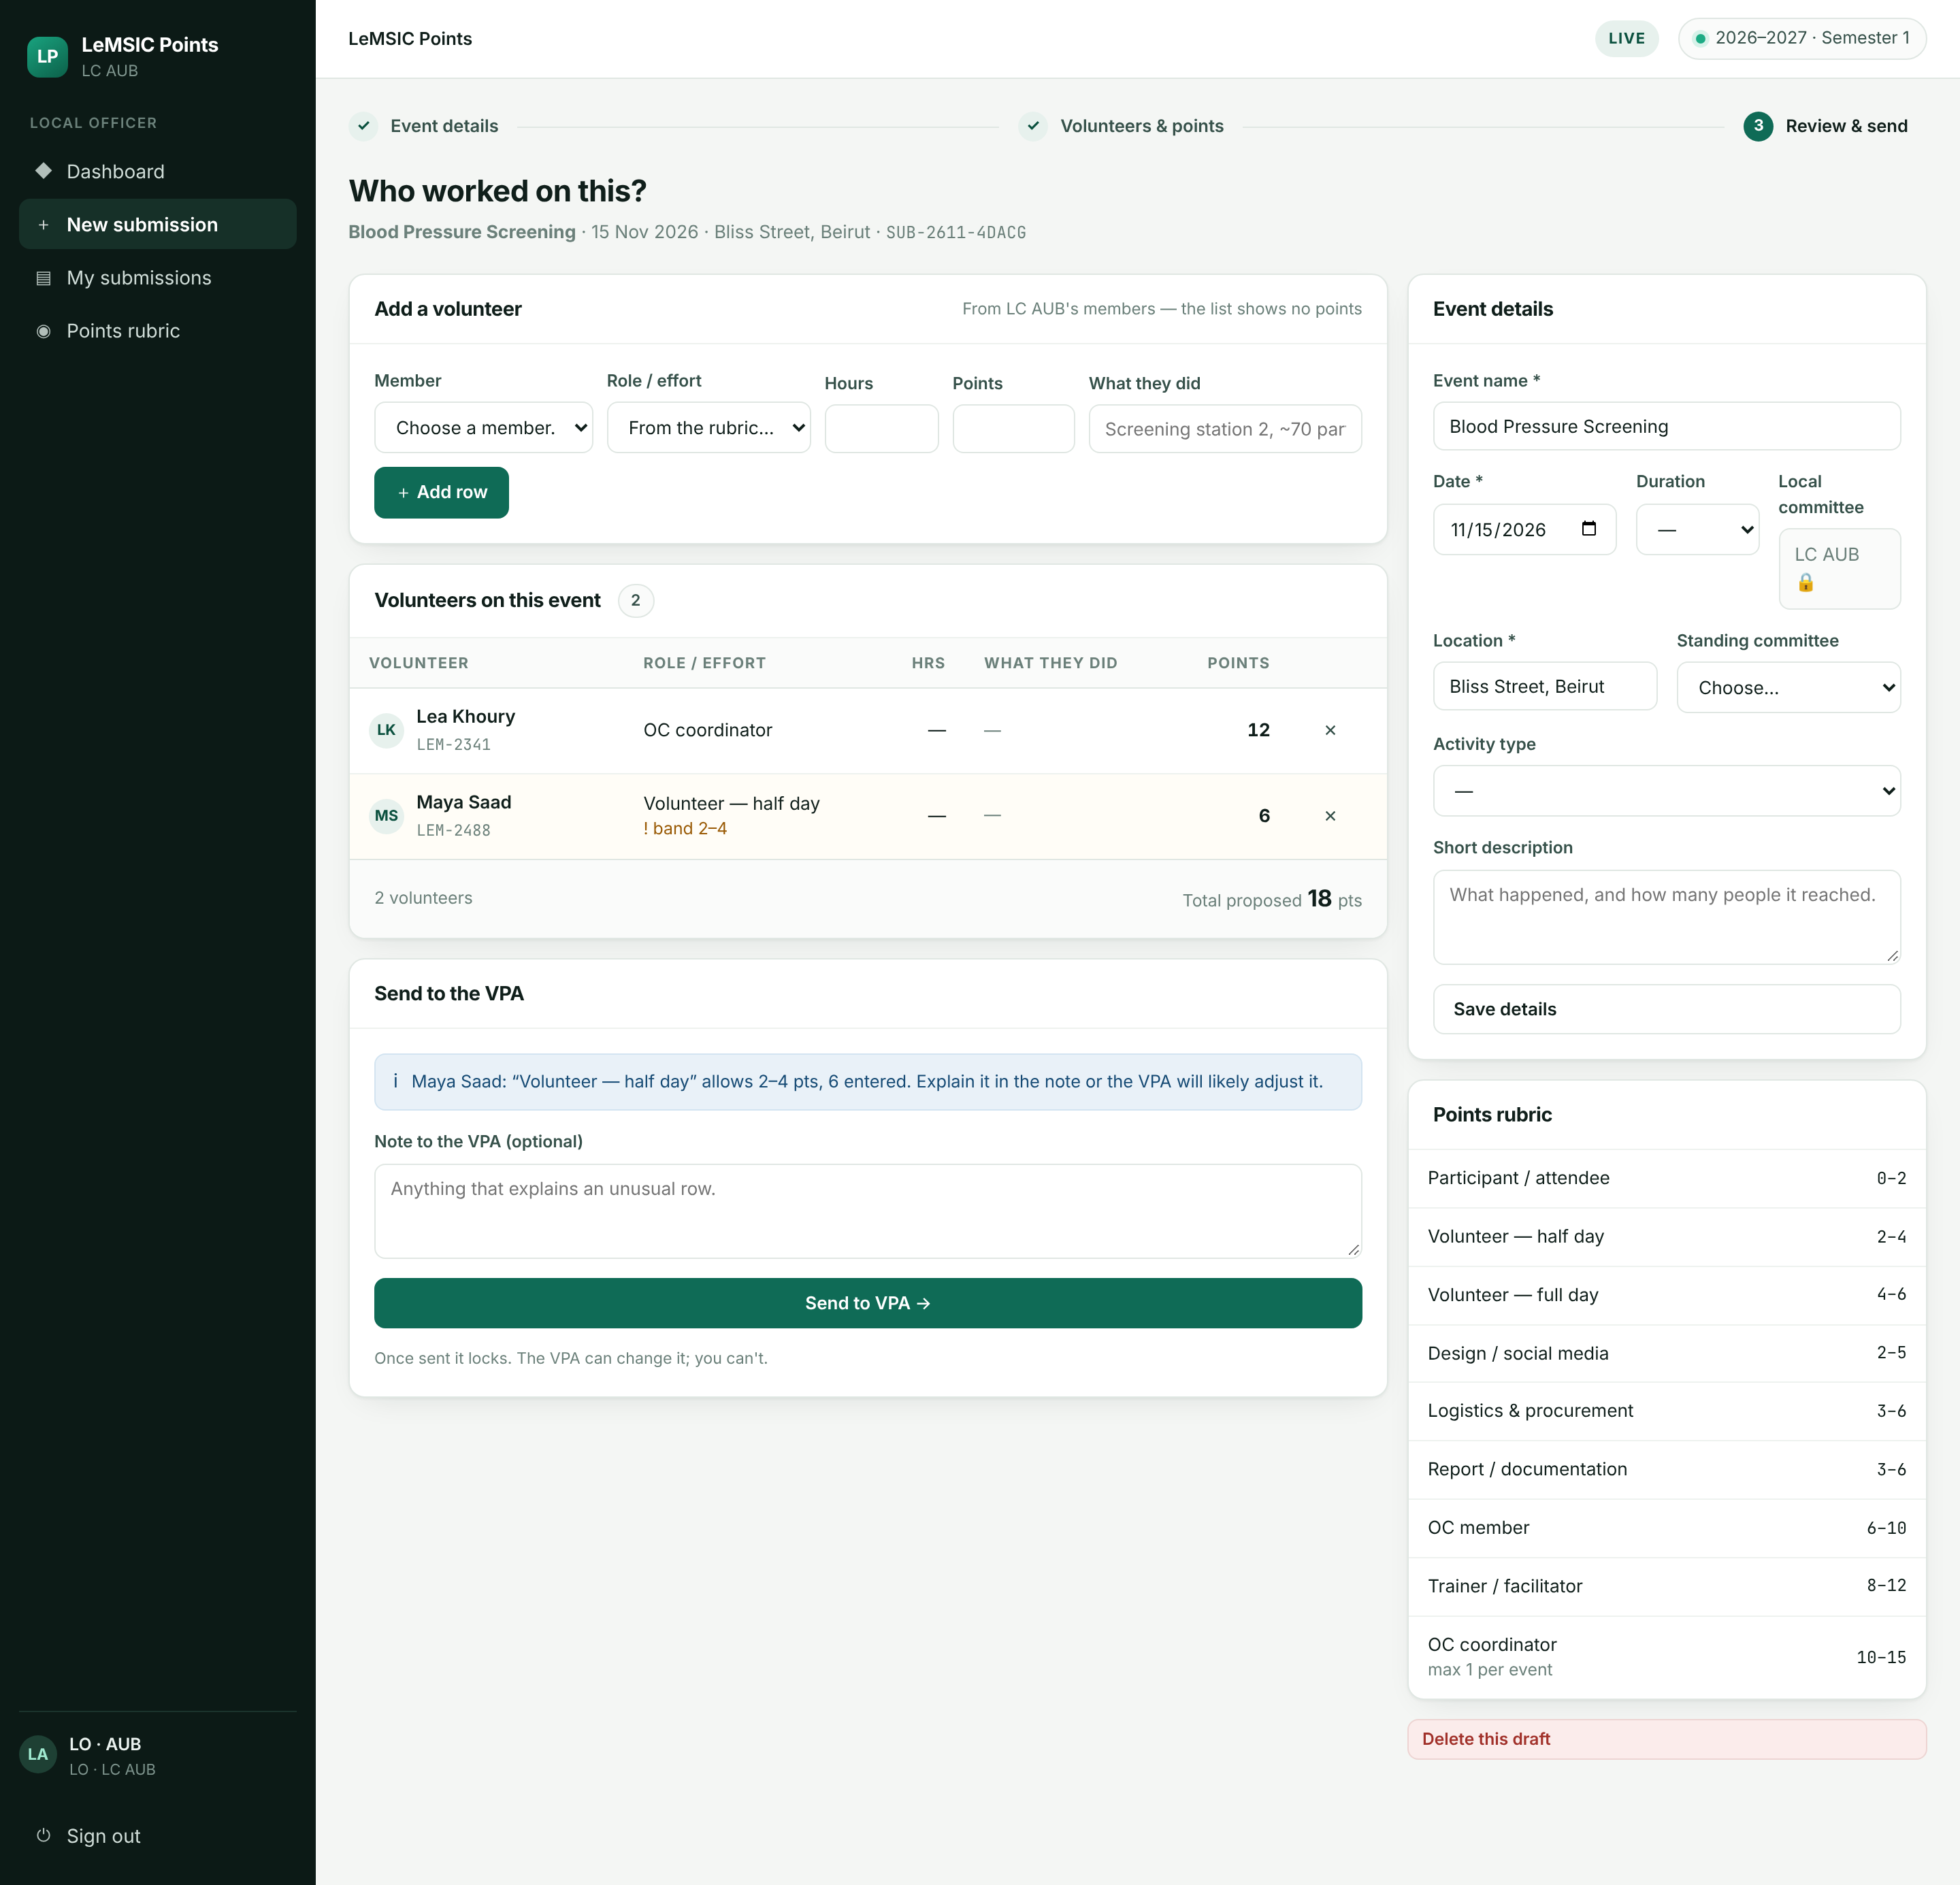 LP
LeMSIC Points
LC AUB
LOCAL OFFICER
Dashboard
+ New submission
My submissions
Points rubric
LA
LO · AUB
LO · LC AUB
Sign out
LeMSIC Points
LIVE
2026–2027 · Semester 1
✓ Event details
✓ Volunteers & points
3 Review & send
Who worked on this?
Blood Pressure Screening · 15 Nov 2026 · Bliss Street, Beirut · SUB-2611-4DACG
Add a volunteer
From LC AUB's members — the list shows no points
Member
Role / effort
Hours
Points
What they did
Choose a member.
From the rubric…
Screening station 2, ~70 par
+ Add row
Volunteers on this event 2
VOLUNTEER
ROLE / EFFORT
HRS
WHAT THEY DID
POINTS
LK
Lea Khoury
LEM-2341
OC coordinator
—
—
12
×
MS
Maya Saad
LEM-2488
Volunteer — half day
! band 2–4
—
—
6
×
2 volunteers
Total proposed 18 pts
Send to the VPA
i Maya Saad: “Volunteer — half day” allows 2–4 pts, 6 entered. Explain it in the note or the VPA will likely adjust it.
Note to the VPA (optional)
Anything that explains an unusual row.
Send to VPA →
Once sent it locks. The VPA can change it; you can't.
Event details
Event name *
Blood Pressure Screening
Date *
Duration
Local
committee
11/15/2026
—
LC AUB
🔒
Location *
Standing committee
Bliss Street, Beirut
Choose…
Activity type
—
Short description
What happened, and how many people it reached.
Save details
Points rubric
Participant / attendee 0–2
Volunteer — half day 2–4
Volunteer — full day 4–6
Design / social media 2–5
Logistics & procurement 3–6
Report / documentation 3–6
OC member 6–10
Trainer / facilitator 8–12
OC coordinator 10–15
max 1 per event
Delete this draft